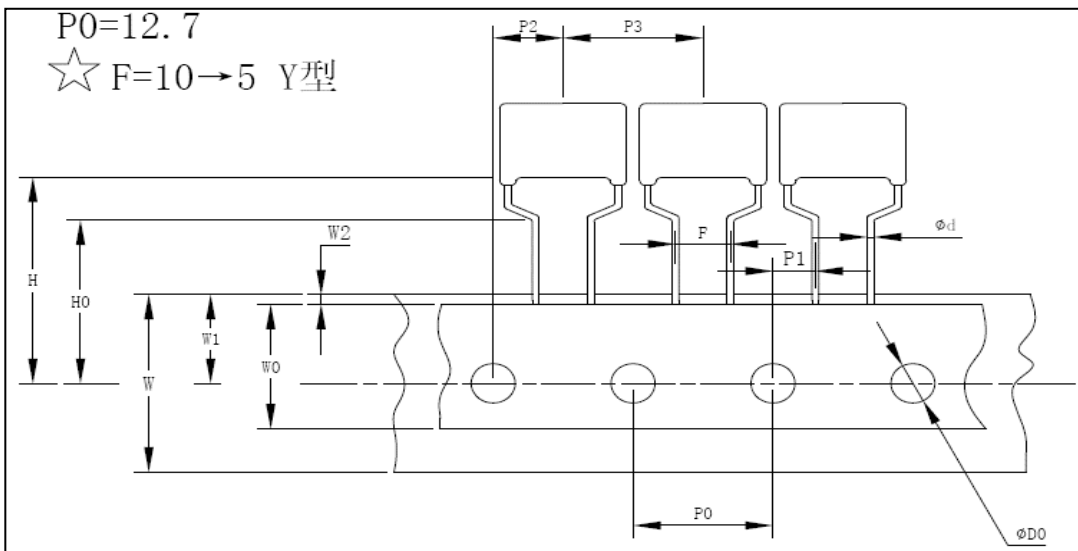 P0=12.7
☆ F=10→5 Y型
P2
P3
W2
F
Φd
P1
H
H0
W1
W
W0
P0
ΦD0